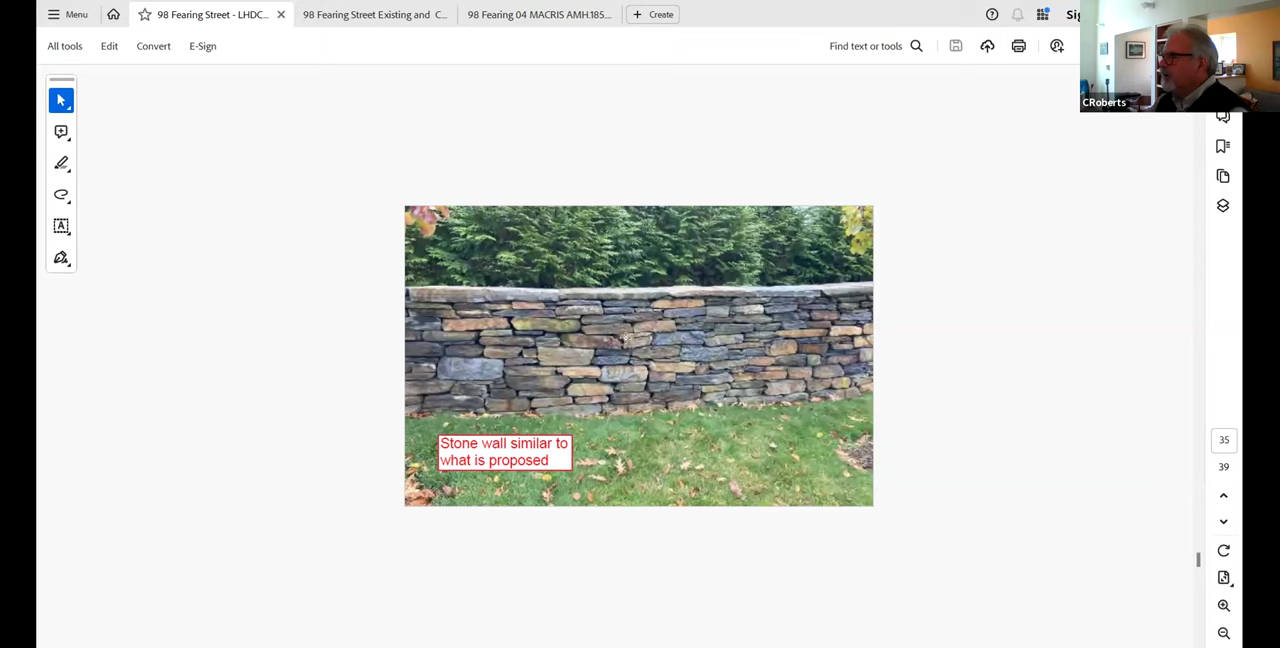 Menu
98 Fearing Street - LHDC...
98 Fearing Street Existing and C...
98 Fearing 04 MACRIS AMH.185...
Create
All tools
Edit
Convert
E-Sign
Find text or tools
CRoberts
Stone wall similar to
what is proposed
35
39